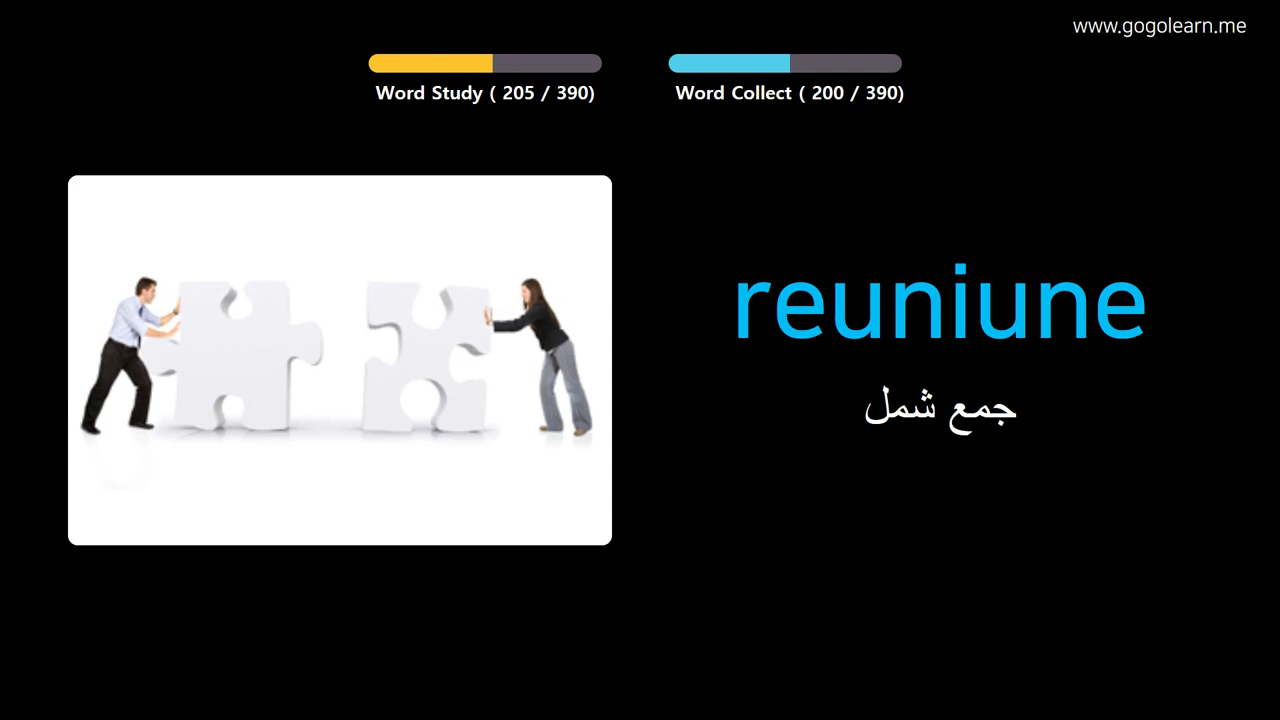 www.gogolearn.me
Word Study ( 205 / 390)
Word Collect ( 200 / 390)
reuniune
جمع شمل